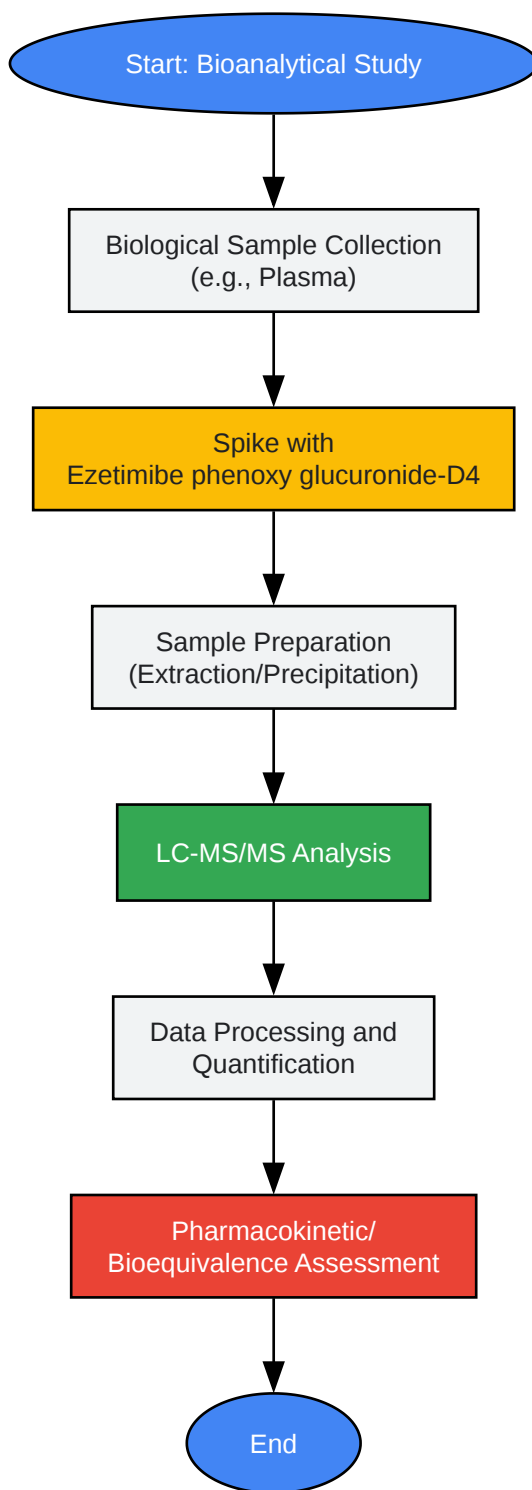 Start: Bioanalytical Study
Biological Sample Collection
(e.g., Plasma)
Spike with
Ezetimibe phenoxy glucuronide-D4
Sample Preparation
(Extraction/Precipitation)
LC-MS/MS Analysis
Data Processing and
Quantification
Pharmacokinetic/
Bioequivalence Assessment
End